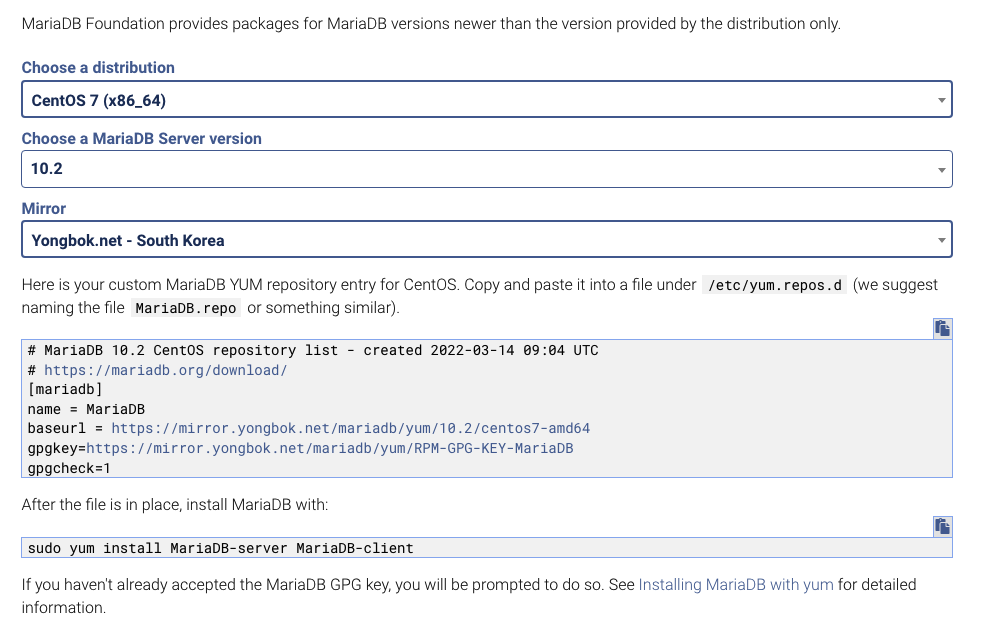 MariaDB Foundation provides packages for MariaDB versions newer than the version provided by the distribution only.
Choose a distribution
CentOS 7 (x86_64)
Choose a MariaDB Server version
10.2
Mirror
Yongbok.net - South Korea
Here is your custom MariaDB YUM repository entry for CentOS. Copy and paste it into a file under /etc/yum.repos.d (we suggest
naming the file MariaDB.repo or something similar).
# MariaDB 10.2 CentOS repository list - created 2022-03-14 09:04 UTC
# https://mariadb.org/download/
[mariadb]
name = MariaDB
baseurl = https://mirror.yongbok.net/mariadb/yum/10.2/centos7-amd64
gpgkey=https://mirror.yongbok.net/mariadb/yum/RPM-GPG-KEY-MariaDB
gpgcheck=1
After the file is in place, install MariaDB with:
sudo yum install MariaDB-server MariaDB-client
If you haven't already accepted the MariaDB GPG key, you will be prompted to do so. See Installing MariaDB with yum for detailed
information.